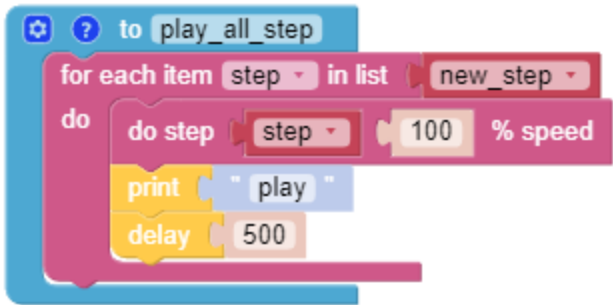 ? to play_all_step
for each item step in list new_step
do do step step 100 % speed
print " play "
delay 500